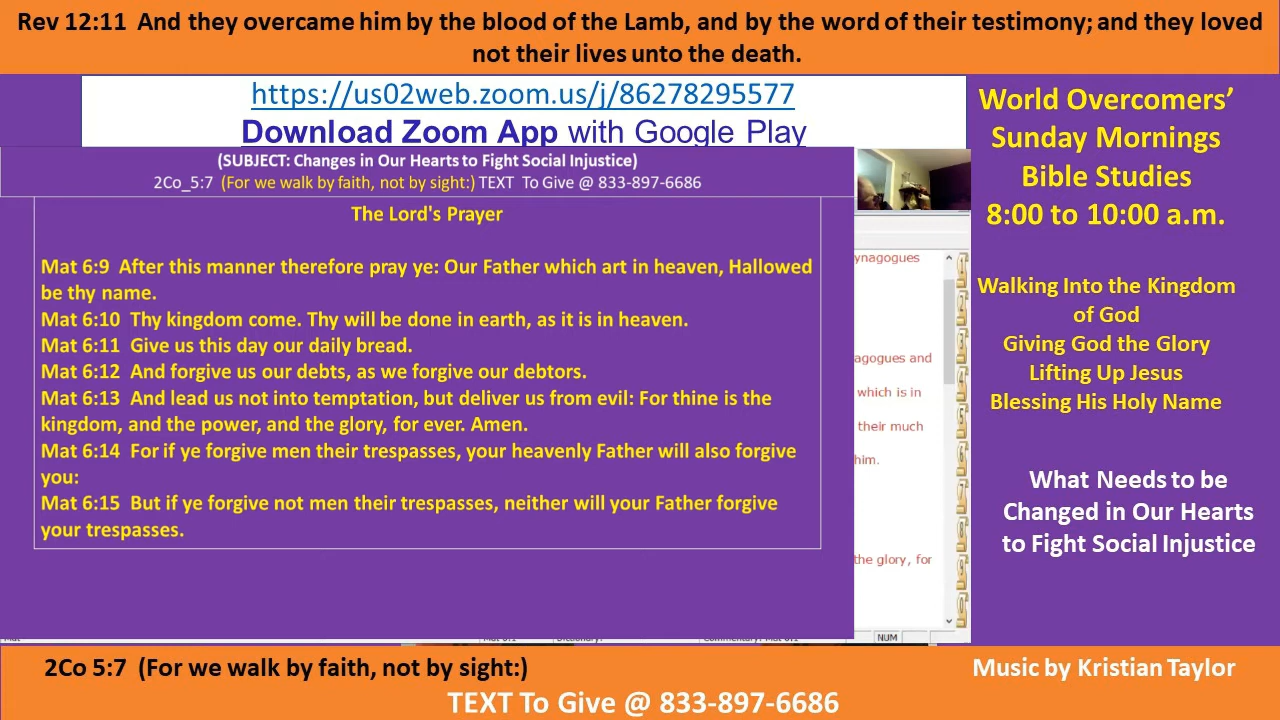 Rev 12:11  And they overcame him by the blood of the Lamb, and by the word of their testimony; and they loved
not their lives unto the death.
https://us02web.zoom.us/j/86278295577
Download Zoom App with Google Play
(SUBJECT: Changes in Our Hearts to Fight Social Injustice)
2Co_5:7  (For we walk by faith, not by sight:) TEXT  To Give @ 833-897-6686
The Lord's Prayer
Mat 6:9  After this manner therefore pray ye: Our Father which art in heaven, Hallowed
be thy name.
Mat 6:10  Thy kingdom come. Thy will be done in earth, as it is in heaven.
Mat 6:11  Give us this day our daily bread.
Mat 6:12  And forgive us our debts, as we forgive our debtors.
Mat 6:13  And lead us not into temptation, but deliver us from evil: For thine is the
kingdom, and the power, and the glory, for ever. Amen.
Mat 6:14  For if ye forgive men their trespasses, your heavenly Father will also forgive
you:
Mat 6:15  But if ye forgive not men their trespasses, neither will your Father forgive
your trespasses.
ynagogues
agogues and
which is in
their much
him.
the glory, for
NUM
World Overcomers'
Sunday Mornings
Bible Studies
8:00 to 10:00 a.m.
Walking Into the Kingdom
of God
Giving God the Glory
Lifting Up Jesus
Blessing His Holy Name
What Needs to be
Changed in Our Hearts
to Fight Social Injustice
2Co 5:7  (For we walk by faith, not by sight:)
Music by Kristian Taylor
TEXT To Give @ 833-897-6686